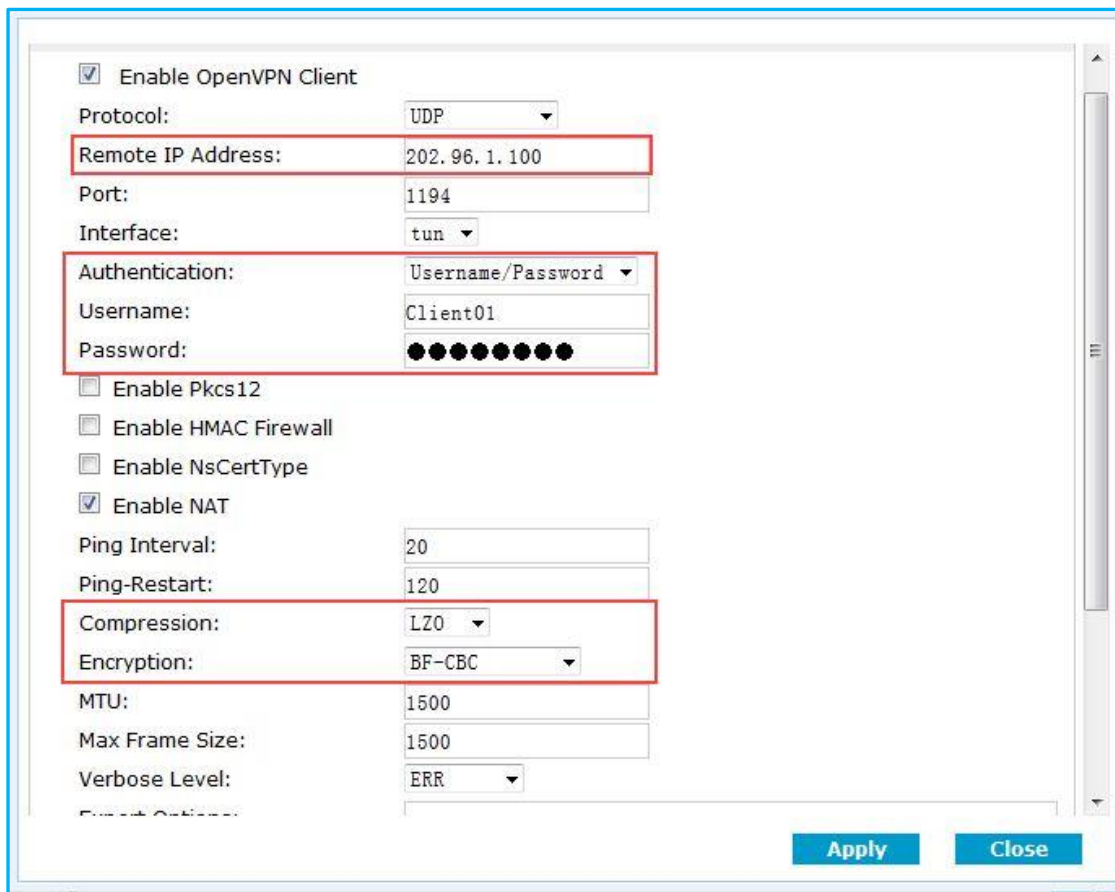 Enable OpenVPN Client
Protocol: UDP
Remote IP Address: 202.96.1.100
Port: 1194
Interface: tun
Authentication: Username/Password
Username: Client01
Password: ●●●●●●●●
Enable Pkcs12
Enable HMAC Firewall
Enable NsCertType
Enable NAT
Ping Interval: 20
Ping-Restart: 120
Compression: LZO
Encryption: BF-CBC
MTU: 1500
Max Frame Size: 1500
Verbose Level: ERR
Expert Options:
Apply Close